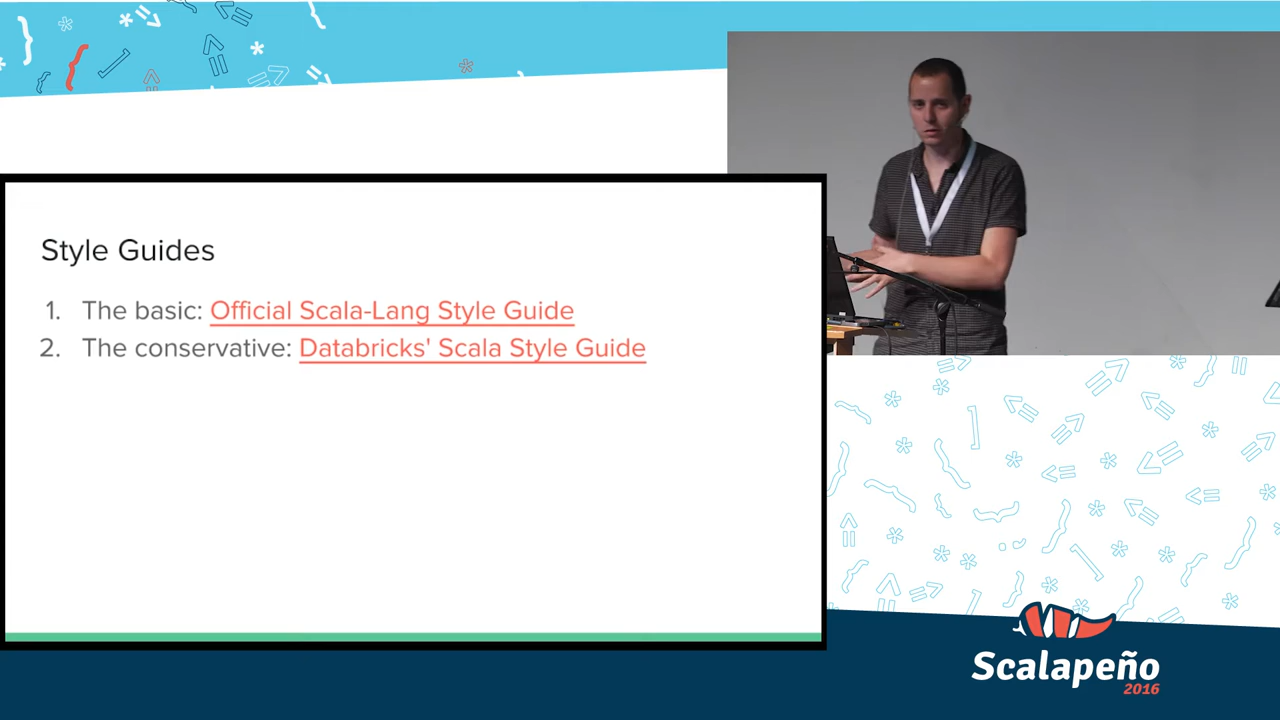 Style Guides
1. The basic: Official Scala-Lang Style Guide
2. The conservative: Databricks' Scala Style Guide
Scalapeño
2016